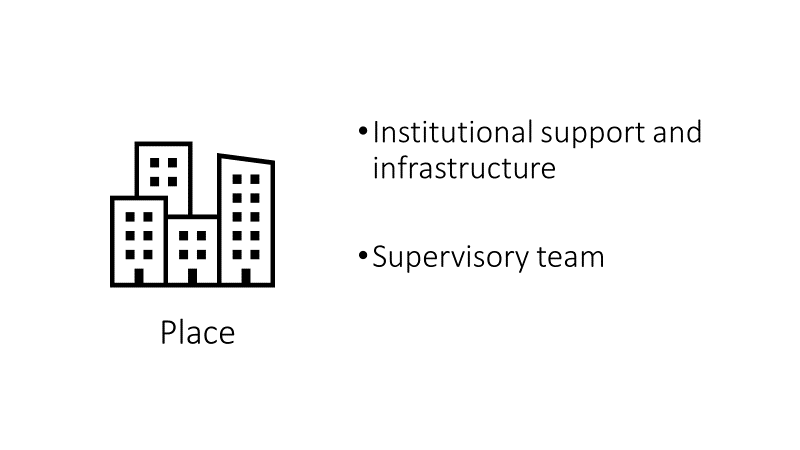 •Institutional support and
infrastructure
•Supervisory team
Place